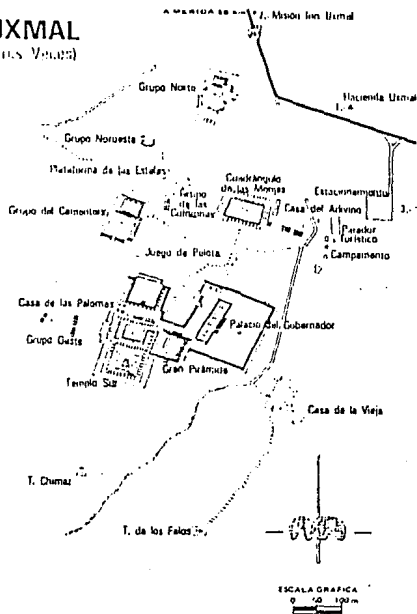 UXMAL
A MERIDA
Misión Inn Uxmal
Grupo Norte
Hacienda Uxmal
Grupo Noroeste
Plataforma de las Estelas
Cuadrángulo
de las Monjas
Grupo
de las
Columnas
Estacionamiento
Casa del Adivino
Grupo del Cementerio
Parador
Turístico
Campamento
Juego de Pelota
Casa de las Palomas
Palacio del Gobernador
Grupo Oeste
Gran Pirámide
Templo Sur
Casa de la Vieja
T. Chimez
T. de los Falos
ESCALA GRAFICA
0 50 100 m